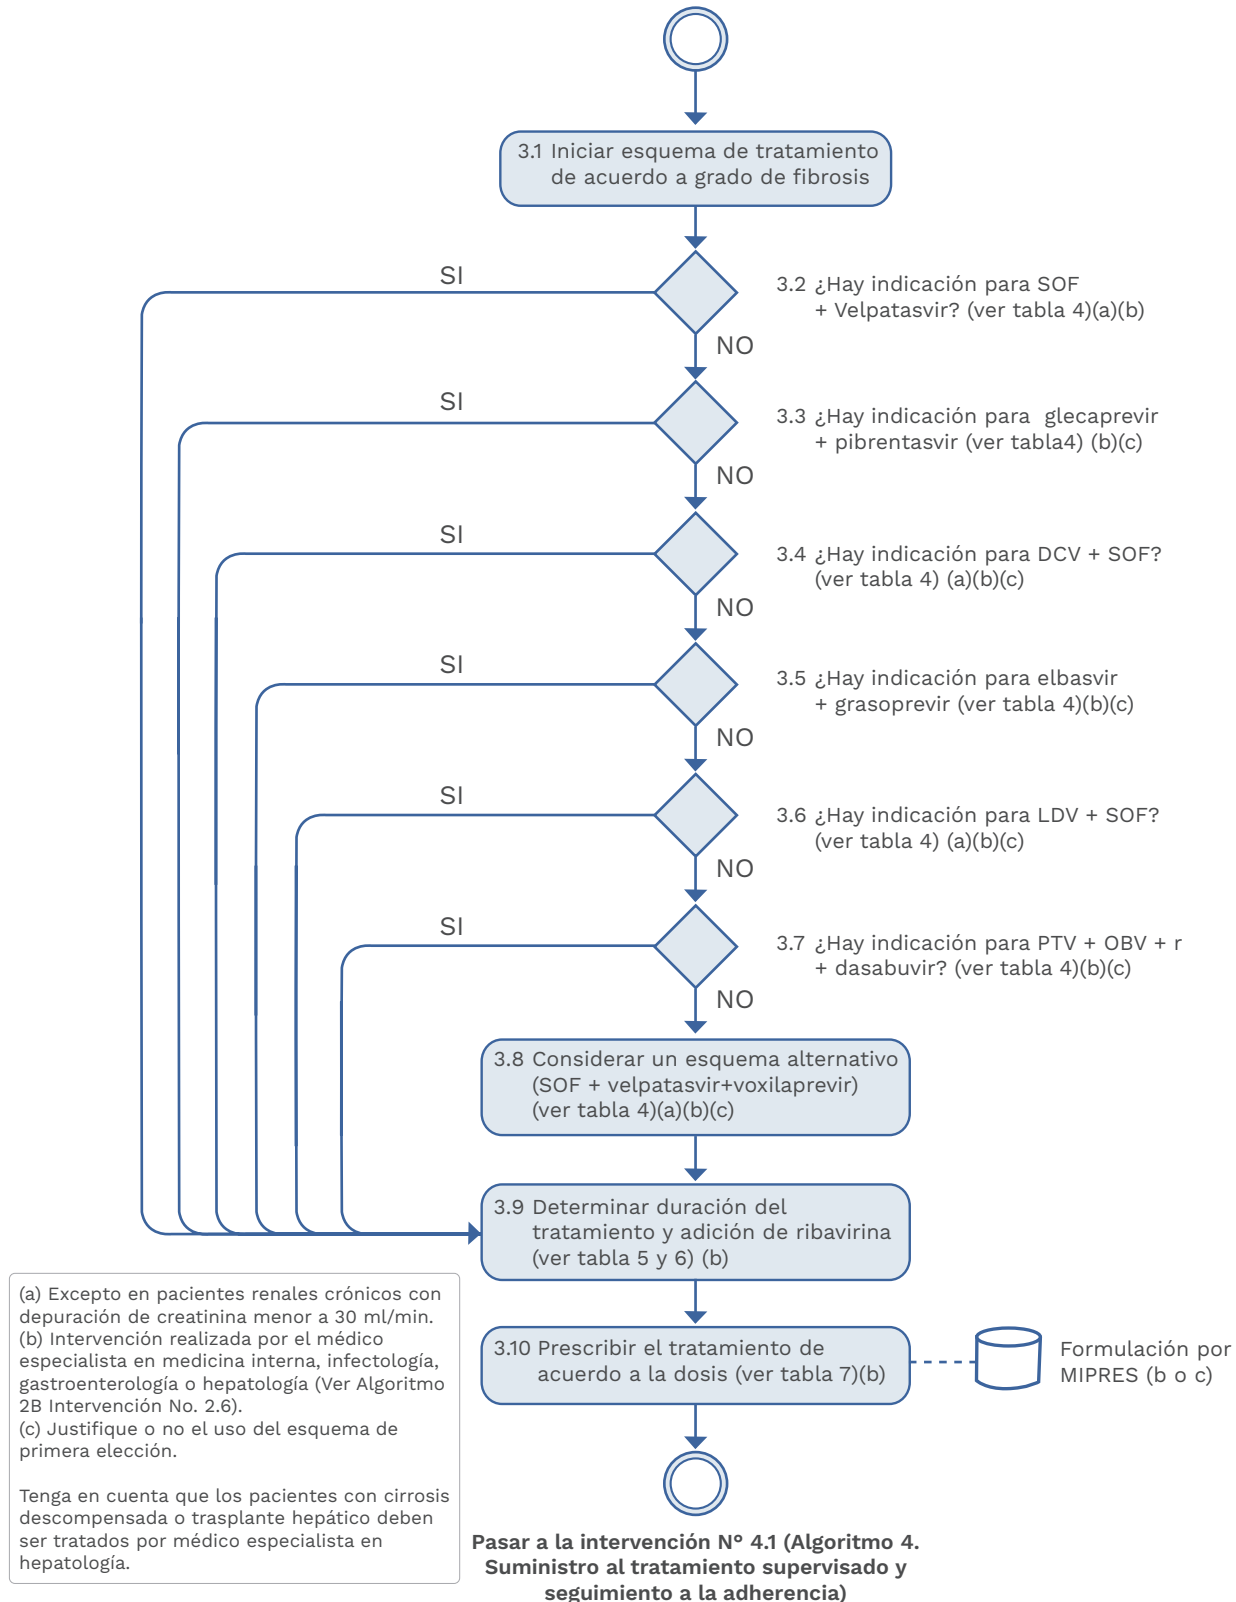 3.1 Iniciar esquema de tratamiento
de acuerdo a grado de fibrosis
SI
3.2 ¿Hay indicación para SOF
+ Velpatasvir? (ver tabla 4)(a)(b)
NO
SI
3.3 ¿Hay indicación para glecaprevir
+ pibrentasvir (ver tabla4) (b)(c)
NO
SI
3.4 ¿Hay indicación para DCV + SOF?
(ver tabla 4) (a)(b)(c)
NO
SI
3.5 ¿Hay indicación para elbasvir
+ grasoprevir (ver tabla 4)(b)(c)
NO
SI
3.6 ¿Hay indicación para LDV + SOF?
(ver tabla 4) (a)(b)(c)
NO
SI
3.7 ¿Hay indicación para PTV + OBV + r
+ dasabuvir? (ver tabla 4)(b)(c)
NO
3.8 Considerar un esquema alternativo
(SOF + velpatasvir+voxilaprevir)
(ver tabla 4)(a)(b)(c)
3.9 Determinar duración del
tratamiento y adición de ribavirina
(ver tabla 5 y 6) (b)
3.10 Prescribir el tratamiento de
acuerdo a la dosis (ver tabla 7)(b)
Formulación por
MIPRES (b o c)
(a) Excepto en pacientes renales crónicos con
depuración de creatinina menor a 30 ml/min.
(b) Intervención realizada por el médico
especialista en medicina interna, infectología,
gastroenterología o hepatología (Ver Algoritmo
2B Intervención No. 2.6).
(c) Justifique o no el uso del esquema de
primera elección.
Tenga en cuenta que los pacientes con cirrosis
descompensada o trasplante hepático deben
ser tratados por médico especialista en
hepatología.
Pasar a la intervención N° 4.1 (Algoritmo 4.
Suministro al tratamiento supervisado y
seguimiento a la adherencia)